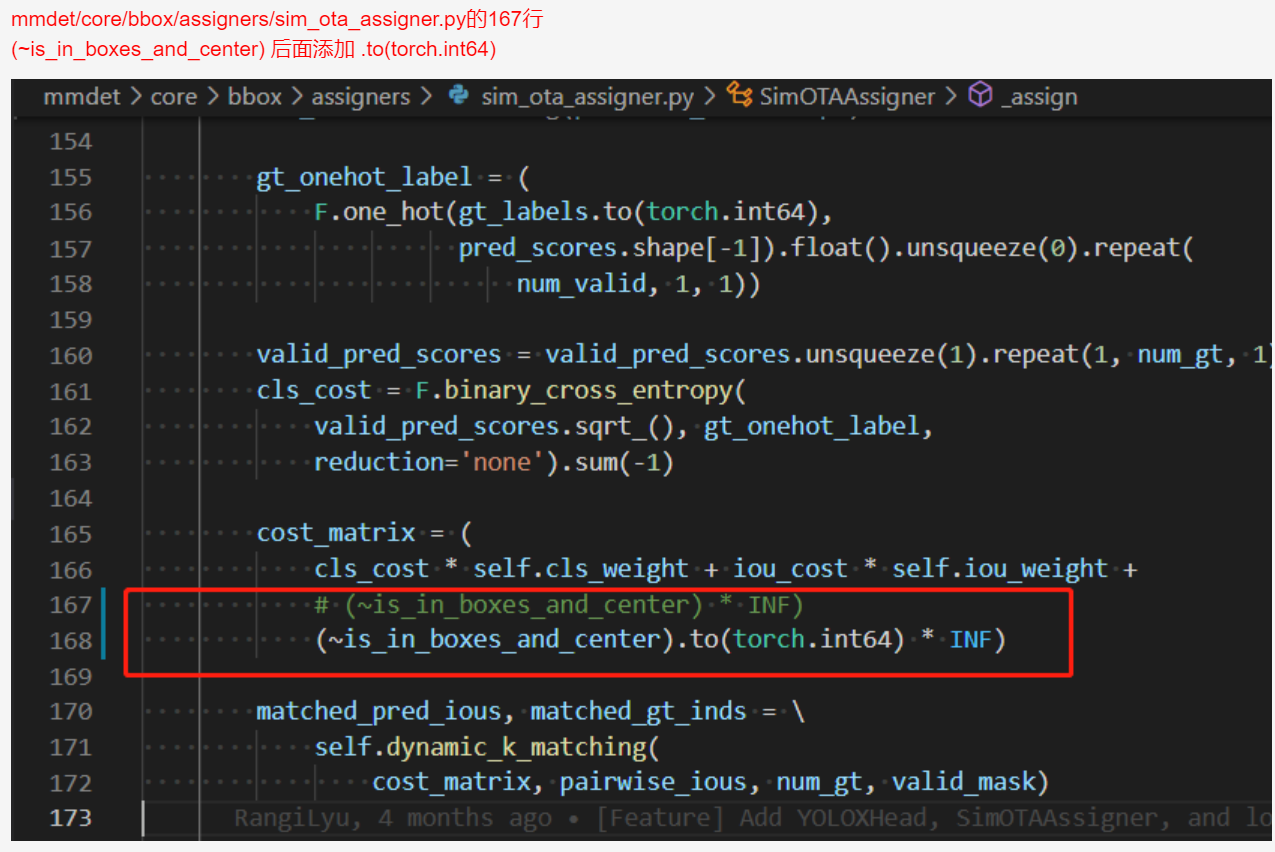 mmdet/core/bbox/assigners/sim_ota_assigner.py的167行
(~is_in_boxes_and_center) 后面添加 .to(torch.int64)
mmdet > core > bbox > assigners > sim_ota_assigner.py > SimOTAAssigner > _assign
154
155 gt_onehot_label = (
156 F.one_hot(gt_labels.to(torch.int64),
157 pred_scores.shape[-1]).float().unsqueeze(0).repeat(
158 num_valid, 1, 1))
159
160 valid_pred_scores = valid_pred_scores.unsqueeze(1).repeat(1, num_gt, 1)
161 cls_cost = F.binary_cross_entropy(
162 valid_pred_scores.sqrt_(), gt_onehot_label,
163 reduction='none').sum(-1)
164
165 cost_matrix = (
166 cls_cost * self.cls_weight + iou_cost * self.iou_weight +
167 # (~is_in_boxes_and_center) * INF)
168 (~is_in_boxes_and_center).to(torch.int64) * INF)
169
170 matched_pred_ious, matched_gt_inds = \
171 self.dynamic_k_matching(
172 cost_matrix, pairwise_ious, num_gt, valid_mask)
173 RangiLyu, 4 months ago • [Feature] Add YOLOXHead, SimOTAAssigner, and lo